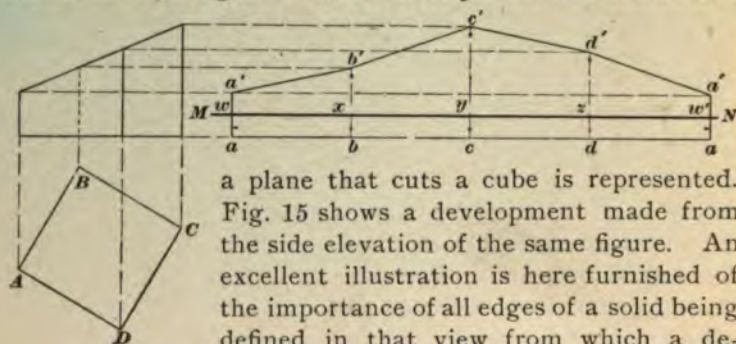 c'
b'
d'
a'
a'
M w x y z w' N
a b c d a
B
C
A
D
a plane that cuts a cube is represented.
Fig. 15 shows a development made from
the side elevation of the same figure. An
excellent illustration is here furnished of
the importance of all edges of a solid being
defined in that view from which a de-